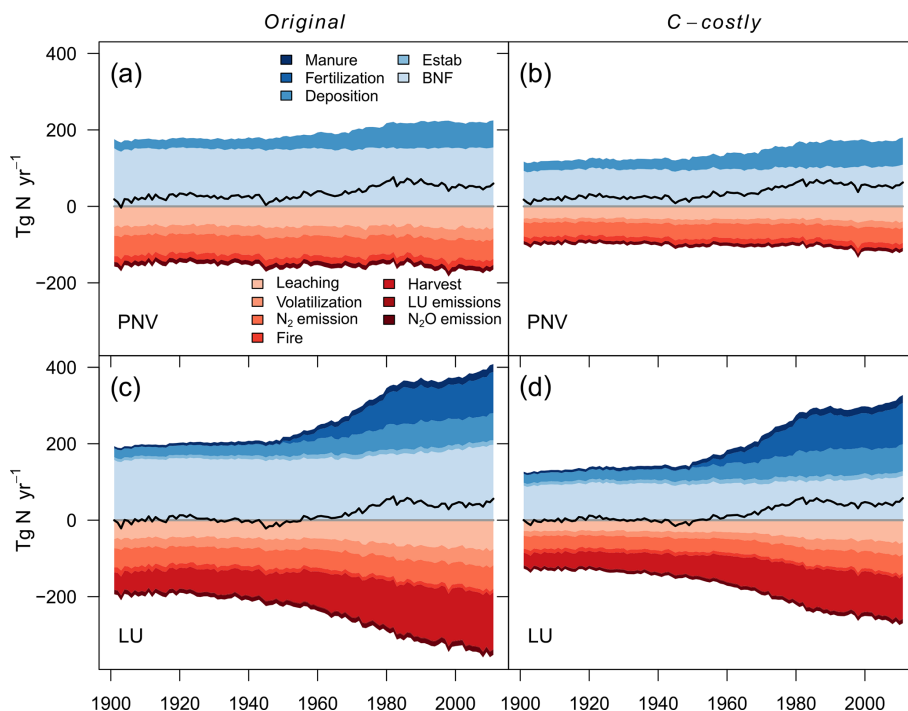 Original
C – costly
400
(a)
(b)
Manure
Estab
Fertilization
BNF
Deposition
200
Tg N yr⁻¹
0
−200
Leaching
Harvest
Volatilization
LU emissions
N₂ emission
N₂O emission
Fire
PNV
PNV
400
(c)
(d)
200
Tg N yr⁻¹
0
−200
LU
LU
1900 1920 1940 1960 1980 2000
1900 1920 1940 1960 1980 2000